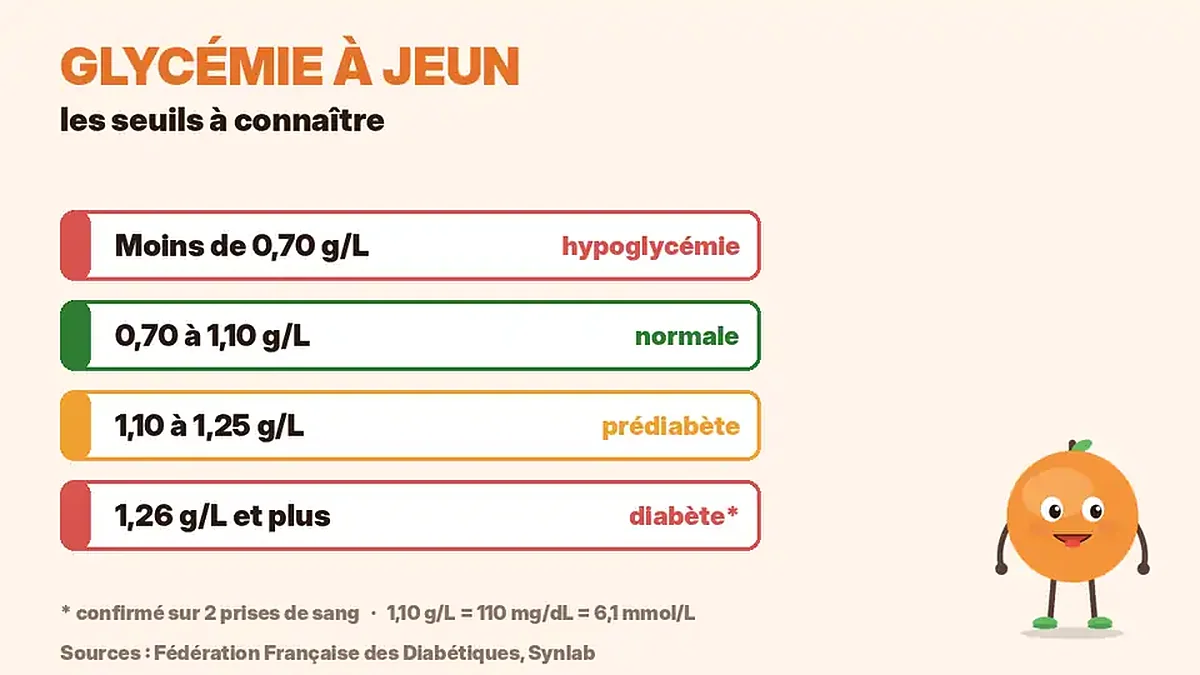 GLYCÉMIE À JEUN
les seuils à connaître
Moins de 0,70 g/L hypoglycémie
0,70 à 1,10 g/L normale
1,10 à 1,25 g/L prédiabète
1,26 g/L et plus diabète*
* confirmé sur 2 prises de sang · 1,10 g/L = 110 mg/dL = 6,1 mmol/L
Sources : Fédération Française des Diabétiques, Synlab